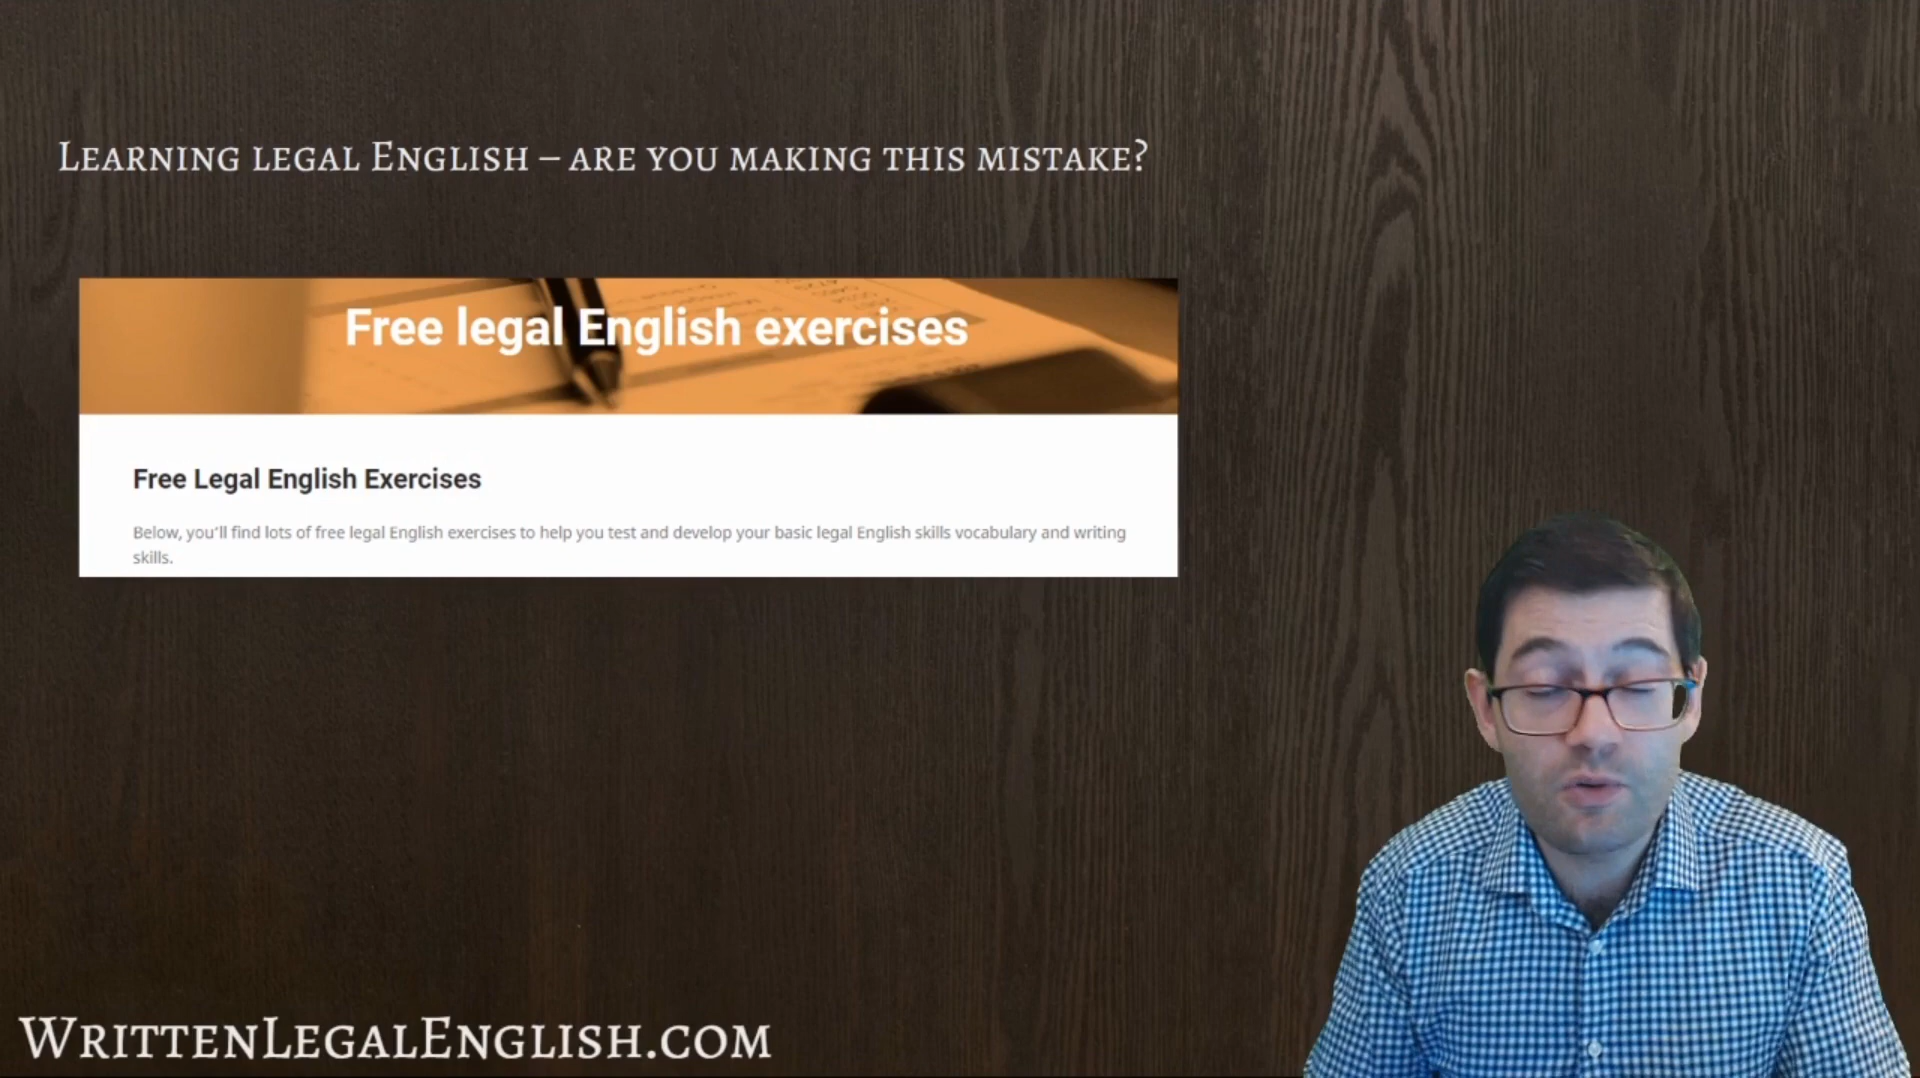 Learning legal English – are you making this mistake?
Free legal English exercises
Free Legal English Exercises
Below, you'll find lots of free legal English exercises to help you test and develop your basic legal English skills vocabulary and writing
skills.
WrittenLegalEnglish.com